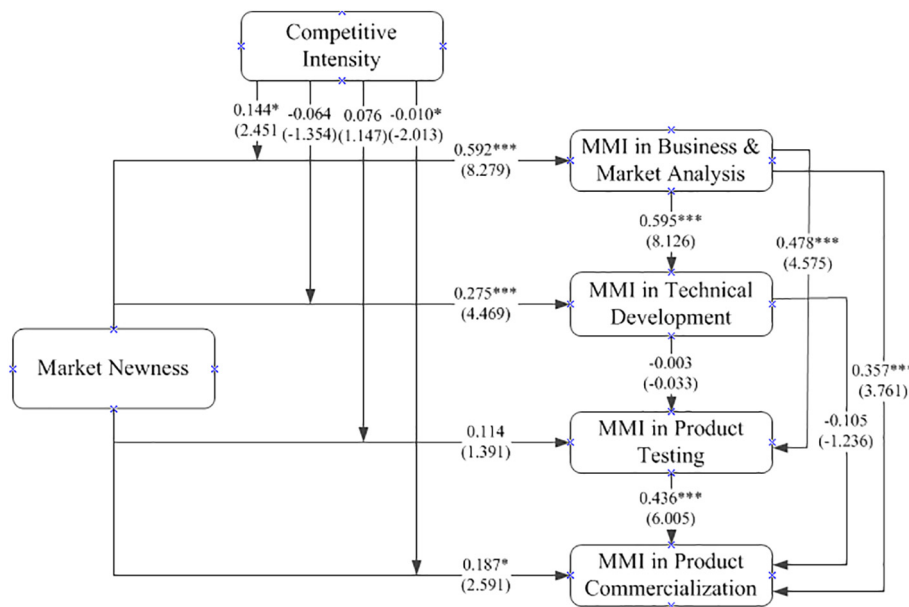 Competitive
Intensity
0.144* -0.064 0.076 -0.010*
(2.451 (-1.354) (1.147) (-2.013)
0.592***
(8.279)
MMI in Business &
Market Analysis
0.595***
(8.126)
0.478***
(4.575)
0.275***
(4.469)
MMI in Technical
Development
Market Newness
-0.003
(-0.033)
0.357***
(3.761)
-0.105
(-1.236)
0.114
(1.391)
MMI in Product
Testing
0.436***
(6.005)
0.187*
(2.591)
MMI in Product
Commercialization